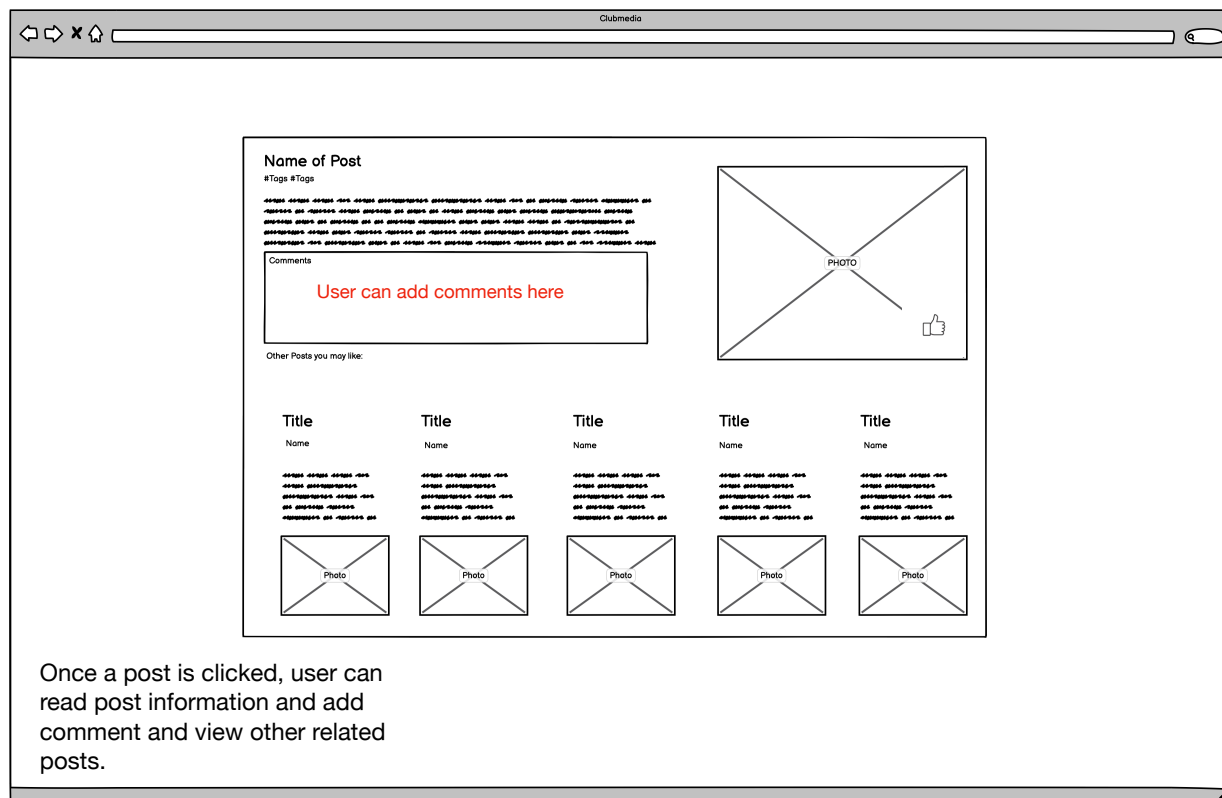 Clubmedia
Name of Post
#Tags #Tags
PHOTO
Comments
User can add comments here
Other Posts you may like:
Title Title Title Title Title
Name Name Name Name Name
Photo Photo Photo Photo Photo
Once a post is clicked, user can
read post information and add
comment and view other related
posts.